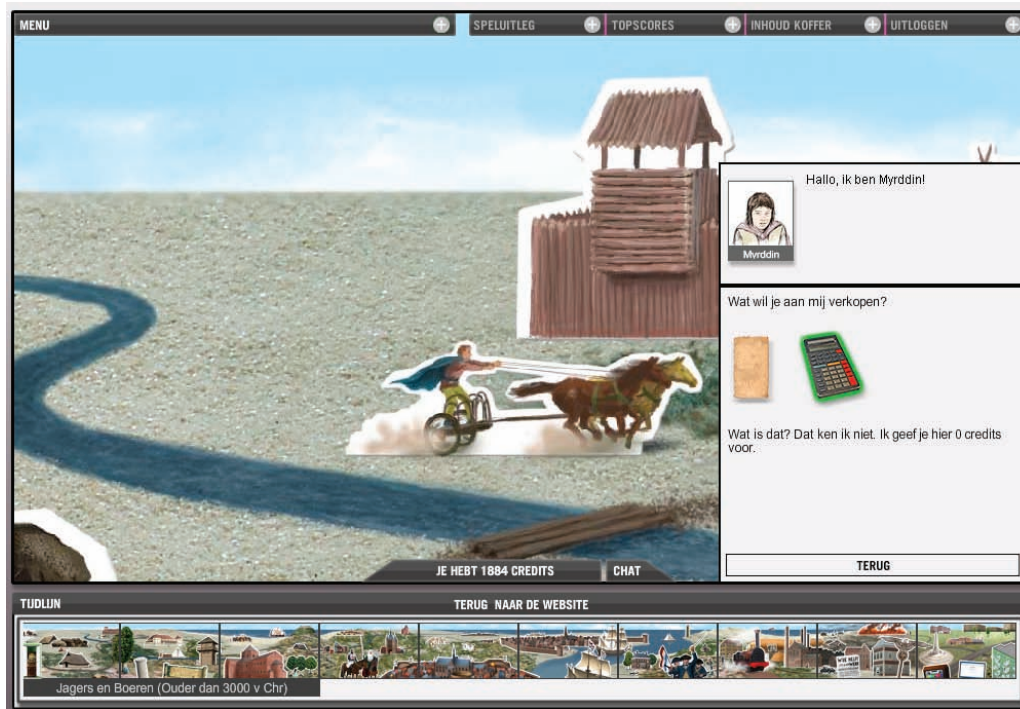 MENU
SPELUITLEG
TOPSCORES
INHOUD KOFFER
UITLOGGEN
Hallo, ik ben Myrddin!
Myrddin
Wat wil je aan mij verkopen?
Wat is dat? Dat ken ik niet. Ik geef je hier 0 credits
voor.
TERUG
JE HEBT 1884 CREDITS
CHAT
TIJDLIJN
TERUG NAAR DE WEBSITE
Jagers en Boeren (Ouder dan 3000 v Chr)